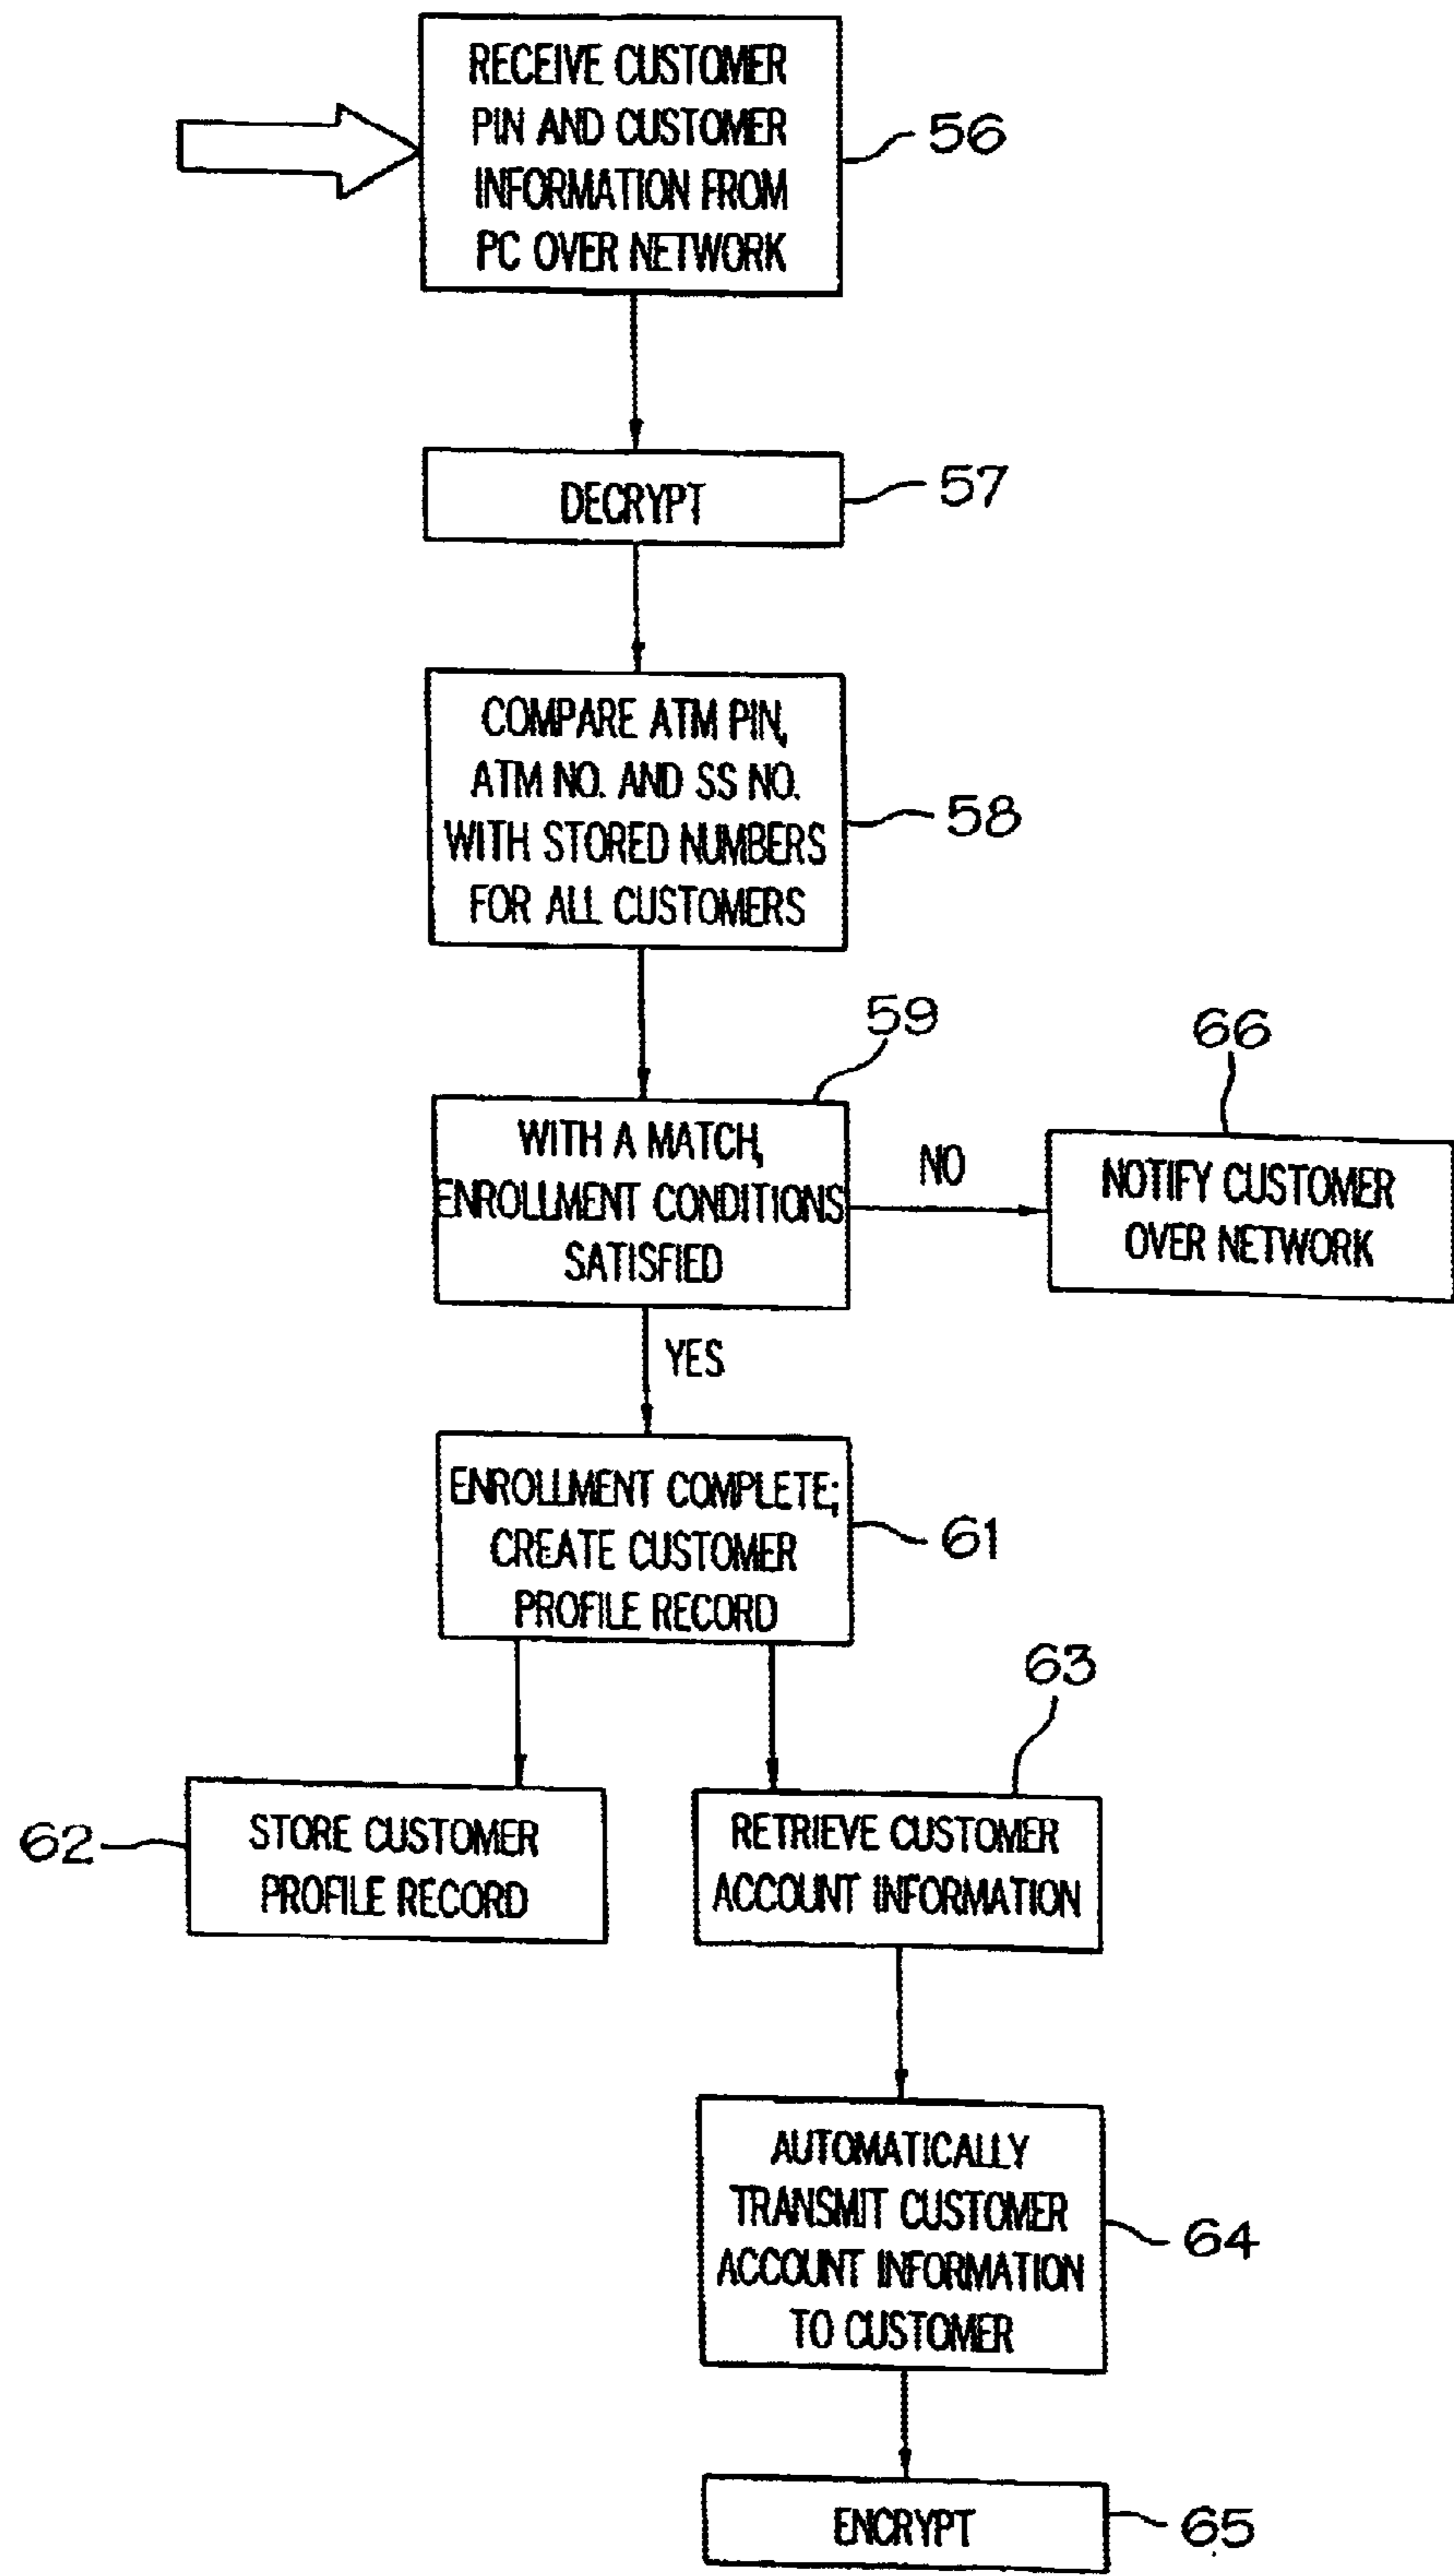 RECEIVE CUSTOMER
PIN AND CUSTOMER
INFORMATION FROM
PC OVER NETWORK
56
DECRYPT
57
COMPARE ATM PIN,
ATM NO. AND SS NO.
WITH STORED NUMBERS
FOR ALL CUSTOMERS
58
59
WITH A MATCH,
ENROLLMENT CONDITIONS
SATISFIED
NO
66
NOTIFY CUSTOMER
OVER NETWORK
YES
ENROLLMENT COMPLETE;
CREATE CUSTOMER
PROFILE RECORD
61
62
STORE CUSTOMER
PROFILE RECORD
63
RETRIEVE CUSTOMER
ACCOUNT INFORMATION
AUTOMATICALLY
TRANSMIT CUSTOMER
ACCOUNT INFORMATION
TO CUSTOMER
64
ENCRYPT
65